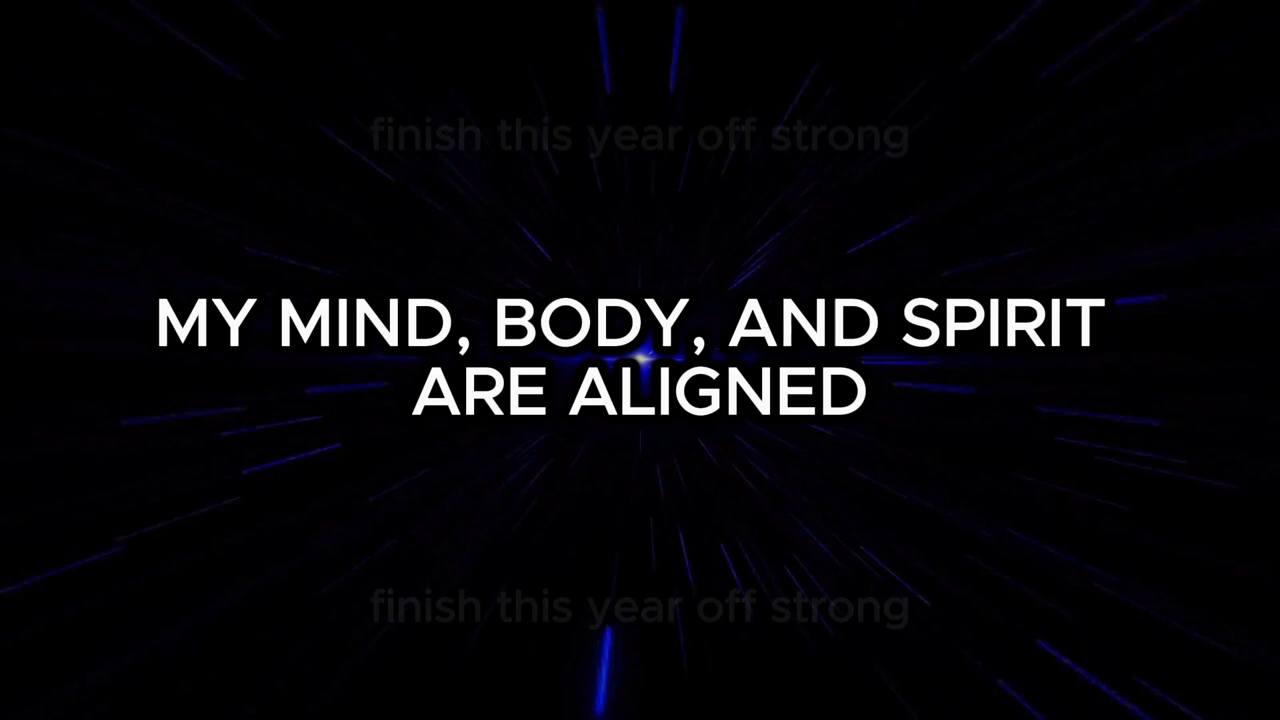 finish this year off strong
MY MIND, BODY, AND SPIRIT
ARE ALIGNED
finish this year off strong